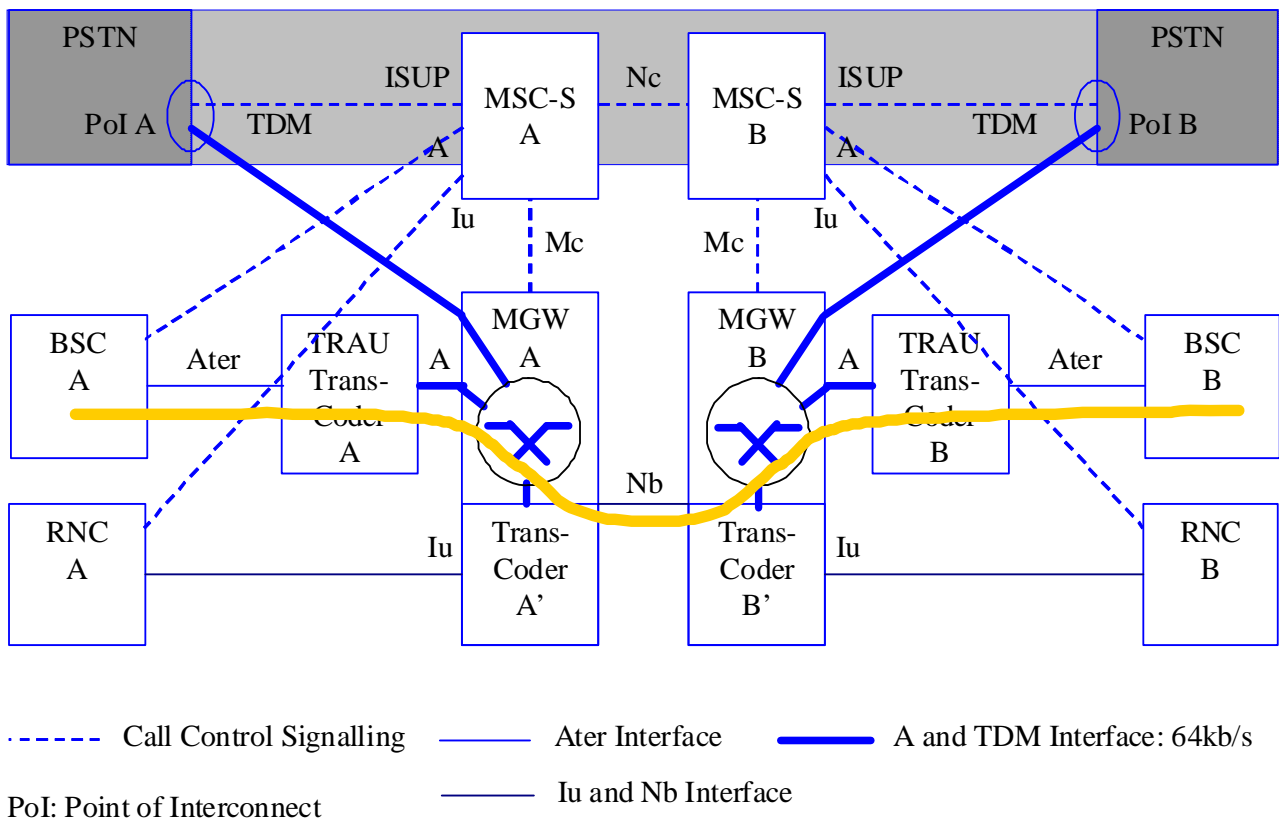 PSTN
PSTN
ISUP
Nc
ISUP
MSC-S
A
MSC-S
B
PoI A
TDM
TDM
PoI B
A
A
Iu
Iu
Mc
Mc
BSC
A
Ater
TRAU
Trans-
Coder
A
A
MGW
A
MGW
B
A
TRAU
Trans-
Coder
B
Ater
BSC
B
Nb
RNC
A
Iu
Trans-
Coder
A’
Trans-
Coder
B’
Iu
RNC
B
Call Control Signalling
Ater Interface
A and TDM Interface: 64kb/s
PoI: Point of Interconnect
Iu and Nb Interface